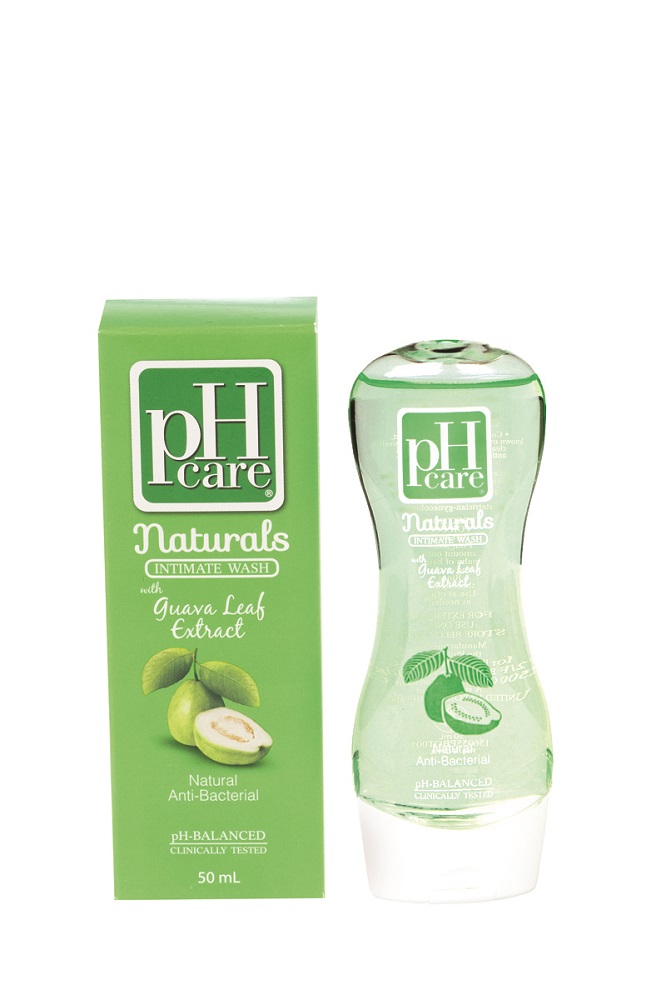 pH
care®
Naturals
INTIMATE WASH
with
Guava Leaf
Extract
Natural
Anti-Bacterial
pH-BALANCED
CLINICALLY TESTED
50 mL
pH
care®
Naturals
INTIMATE WASH
with
Guava Leaf
Extract
Natural
Anti-Bacterial
pH-BALANCED
CLINICALLY TESTED